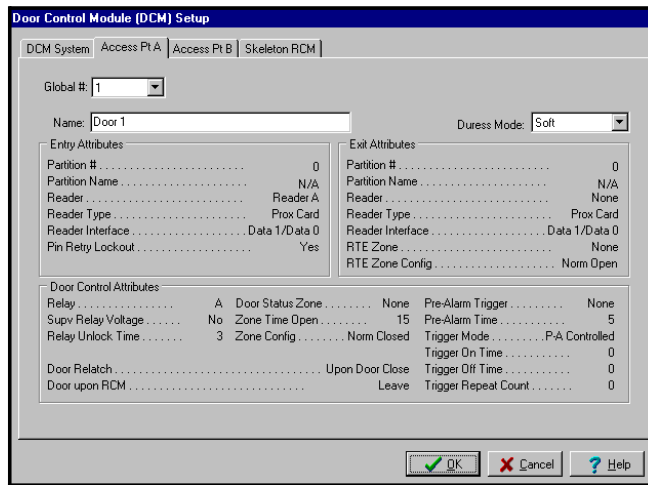 Door Control Module (DCM) Setup
DCM System Access Pt A Access Pt B Skeleton RCM
Global #: 1
Name: Door 1 Duress Mode: Soft
Entry Attributes
Partition # . . . . . . . . . . . . . . . . . . . . . . 0
Partition Name . . . . . . . . . . . . . . . . . . . N/A
Reader . . . . . . . . . . . . . . . . . . . . . Reader A
Reader Type . . . . . . . . . . . . . . . . . . Prox Card
Reader Interface . . . . . . . . . . . . . Data 1/Data 0
Pin Retry Lockout . . . . . . . . . . . . . . . Yes
Exit Attributes
Partition # . . . . . . . . . . . . . . . . . . . . . . 0
Partition Name . . . . . . . . . . . . . . . . . . . N/A
Reader . . . . . . . . . . . . . . . . . . . . . None
Reader Type . . . . . . . . . . . . . . . . . . Prox Card
Reader Interface . . . . . . . . . . . . . Data 1/Data 0
RTE Zone . . . . . . . . . . . . . . . . . . . . None
RTE Zone Config . . . . . . . . . . . . . . . Norm Open
Door Control Attributes
Relay . . . . . . . . . . . . . . . A Door Status Zone . . . . . . . . None Pre-Alarm Trigger . . . . . . . . None
Supv Relay Voltage . . . . . . No Zone Time Open . . . . . . . . 15 Pre-Alarm Time . . . . . . . . . . 5
Relay Unlock Time . . . . . . . 3 Zone Config . . . . Norm Closed Trigger Mode . . . . . . . . . P-A Controlled
Trigger On Time . . . . . . . . . . . 0
Door Relatch . . . . . . . . . . . . . . . . . . . . . . . . . . . . . . . . . Upon Door Close Trigger Off Time . . . . . . . . . . . 0
Door upon RCM . . . . . . . . . . . . . . . . . . . . . . . . . . . . Leave Trigger Repeat Count . . . . . . . 0
OK Cancel ? Help